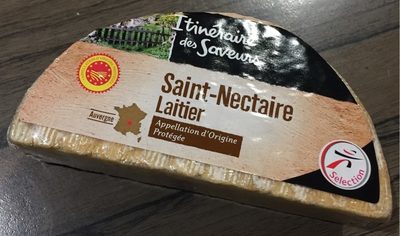 Itinéraire
des Saveurs
Saint-Nectaire
Laitier
Appellation d'Origine
Protégée
Auvergne
Sélection